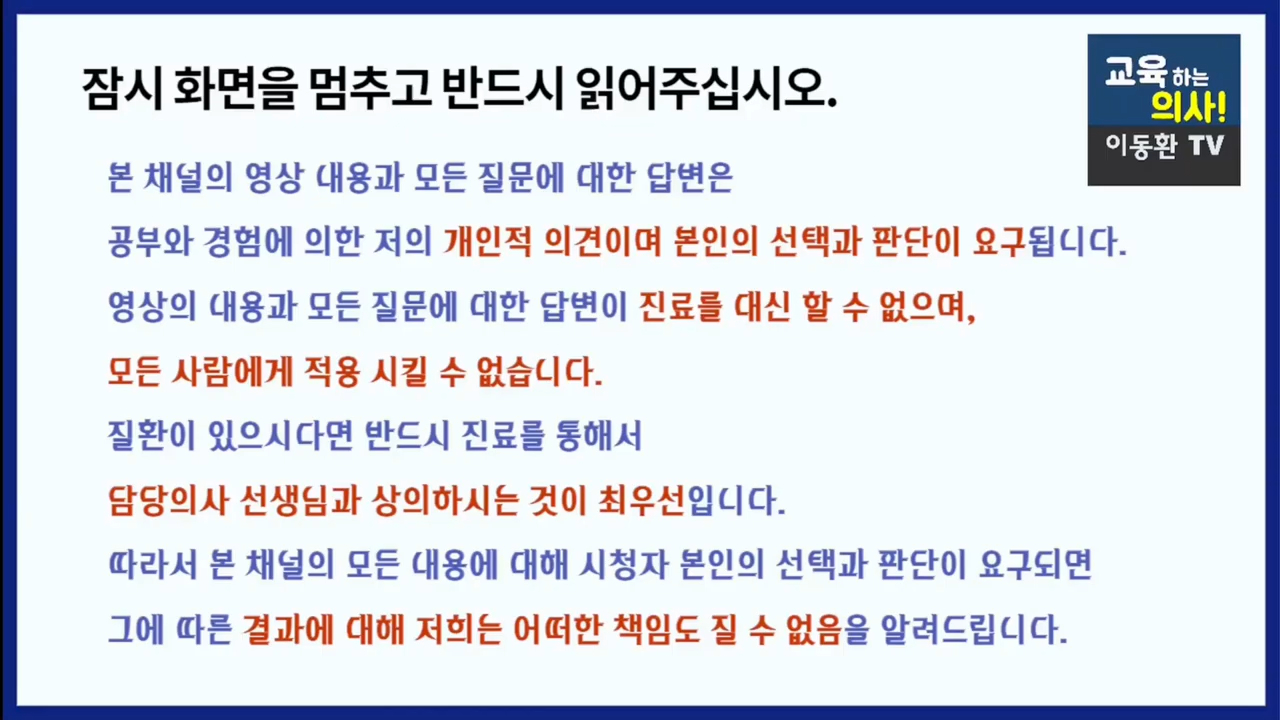 잠시 화면을 멈추고 반드시 읽어주십시오.
교육하는
의사!
이동환 TV
본 채널의 영상 내용과 모든 질문에 대한 답변은
공부와 경험에 의한 저의 개인적 의견이며 본인의 선택과 판단이 요구됩니다.
영상의 내용과 모든 질문에 대한 답변이 진료를 대신 할 수 없으며,
모든 사람에게 적용 시킬 수 없습니다.
질환이 있으시다면 반드시 진료를 통해서
담당의사 선생님과 상의하시는 것이 최우선입니다.
따라서 본 채널의 모든 내용에 대해 시청자 본인의 선택과 판단이 요구되면
그에 따른 결과에 대해 저희는 어떠한 책임도 질 수 없음을 알려드립니다.